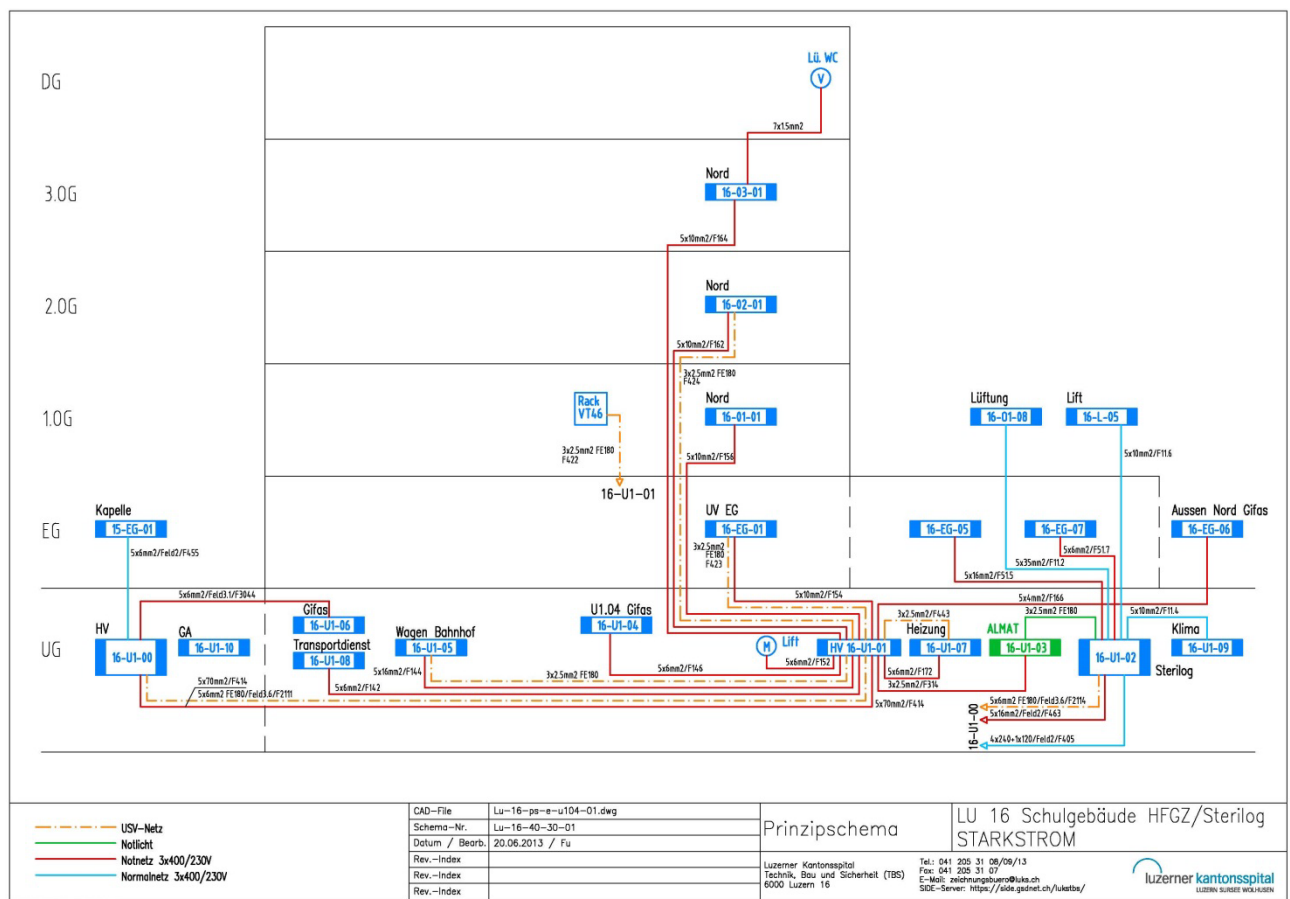 DG
Lü. WC
V
7x1.5mm2
3.0G
Nord
16-03-01
5x10mm2/F164
2.0G
Nord
16-02-01
5x10mm2/F162
3x2.5mm2 FE180
F424
1.0G
Rack
VT46
3x2.5mm2 FE180
F422
16-U1-01
Nord
16-01-01
5x10mm2/F156
Lüftung
16-D1-08
Lift
16-L-05
5x10mm2/F11.6
EG
Kapelle
15-EG-01
5x6mm2/Feld2/F455
UV EG
16-EG-01
3x2.5mm2
FE180
F423
16-EG-05
16-EG-07
Aussen Nord Gifas
16-EG-06
5x6mm2/F51.7
5x35mm2/F11.2
5x16mm2/F51.5
UG
5x6mm2/Feld3.1/F3044
5x10mm2/F154
5x4mm2/F166
3x2.5mm2 FE180
HV
16-U1-00
GA
16-U1-10
Gifas
16-U1-06
Transportdienst
16-U1-08
Wagen Bahnhof
16-U1-05
U1.04 Gifas
16-U1-04
M
Lift
HV 16-U1-01
3x2.5mm2/F443
Heizung
16-U1-07
ALMAT
16-U1-03
16-U1-02
Sterilog
5x10mm2/F11.4
Klima
16-U1-09
5x6mm2/F152
5x6mm2/F146
5x16mm2/F144
3x2.5mm2 FE180
5x6mm2/F172
3x2.5mm2/F314
5x70mm2/F414
5x6mm2/F142
5x6mm2 FE180/Feld3.6/F2111
5x70mm2/F414
16-U1-00
5x6mm2 FE180/Feld3.6/F2114
5x16mm2/Feld2/F463
4x240+1x120/Feld2/F405
USV-Netz
Notlicht
Notnetz 3x400/230V
Normalnetz 3x400/230V
CAD-File
Lu-16-ps-e-u104-01.dwg
Schema-Nr.
Lu-16-40-30-01
Datum / Bearb.
20.06.2013 / Fu
Rev.-Index
Rev.-Index
Rev.-Index
Prinzipschema
LU 16 Schulgebäude HFGZ/Sterilog
STARKSTROM
Luzerner Kantonsspital
Technik, Bau und Sicherheit (TBS)
6000 Luzern 16
Tel.: 041 205 31 08/09/13
Fax: 041 205 31 07
E-Mail: zeichnungsbuero@luks.ch
SIDE-Server: https://side.gsdnet.ch/lukstbs/
luzerner kantonsspital
LUZERN SURSEE WOLHUSEN